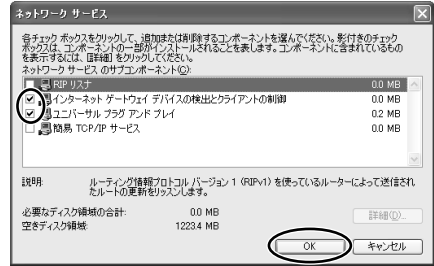 ネットワーク サービス
各チェック ボックスをクリックして、追加または削除するコンポーネントを選んでください。影付きのチェック
ボックスは、コンポーネントの一部がインストールされることを表します。コンポーネントに含まれているもの
を表示するには、[詳細] をクリックしてください。
ネットワーク サービス のサブコンポーネント(C):
RIP リスナ 0.0 MB
インターネット ゲートウェイ デバイスの検出とクライアントの制御 0.0 MB
ユニバーサル プラグ アンド プレイ 0.2 MB
簡易 TCP/IP サービス 0.0 MB
説明: ルーティング情報プロトコル バージョン 1 (RIPv1) を使っているルーターによって送信され
たルートの更新をリッスンします。
必要なディスク領域の合計: 0.0 MB
空きディスク領域: 1223.4 MB
詳細(D)...
OK
キャンセル